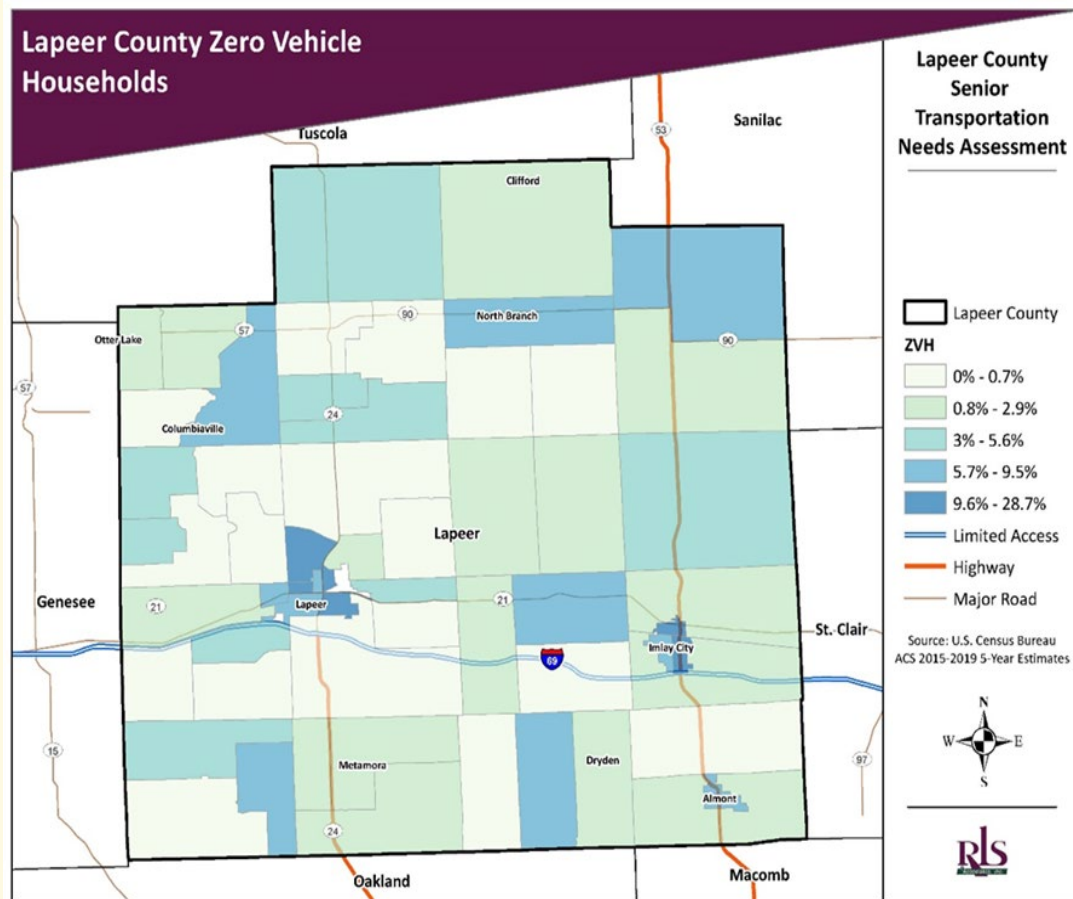 Lapeer County Zero Vehicle
Households
Lapeer County
Senior
Transportation
Needs Assessment
Tuscola
53
Sanilac
Clifford
57
90
North Branch
Otter Lake
90
57
24
Columbiaville
Lapeer
Genesee
21
Lapeer
21
St. Clair
Imlay City
69
15
Metamora
Dryden
97
Almont
24
Oakland
Macomb
Lapeer County
ZVH
0% - 0.7%
0.8% - 2.9%
3% - 5.6%
5.7% - 9.5%
9.6% - 28.7%
Limited Access
Highway
Major Road
Source: U.S. Census Bureau
ACS 2015-2019 5-Year Estimates
N
W E
S
RLS